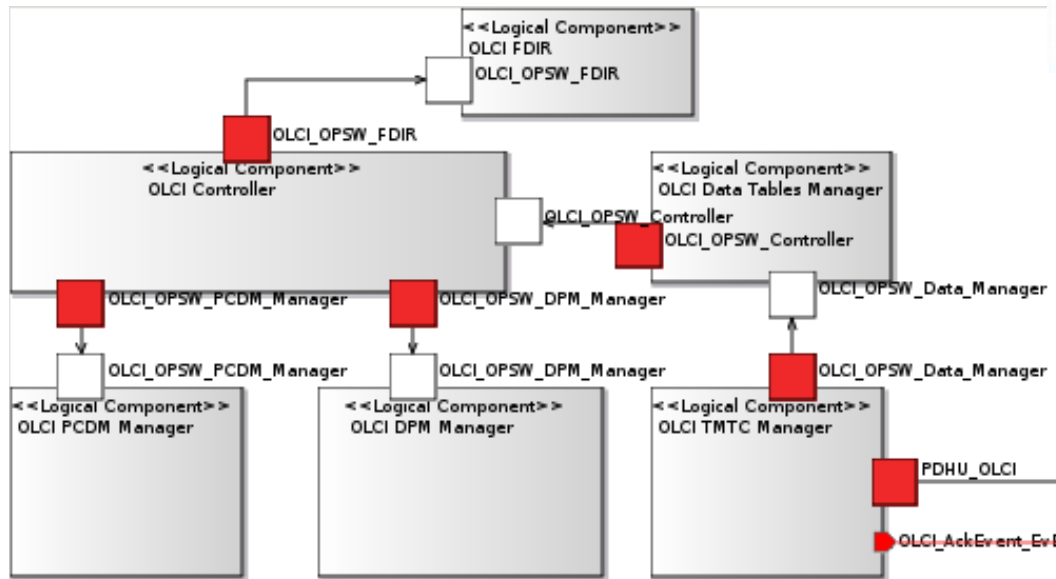 <<Logical Component>>
OLCI FDIR
OLCI_OPSW_FDIR
OLCI_OPSW_FDIR
<<Logical Component>>
OLCI Controller
<<Logical Component>>
OLCI Data Tables Manager
OLCI_OPSW_Controller
OLCI_OPSW_Controller
OLCI_OPSW_PCDM_Manager
OLCI_OPSW_DPM_Manager
OLCI_OPSW_Data_Manager
OLCI_OPSW_PCDM_Manager
OLCI_OPSW_DPM_Manager
OLCI_OPSW_Data_Manager
<<Logical Component>>
OLCI PCDM Manager
<<Logical Component>>
OLCI DPM Manager
<<Logical Component>>
OLCI TMTC Manager
PDHU_OLCI
OLCI_AckEvent_EvE